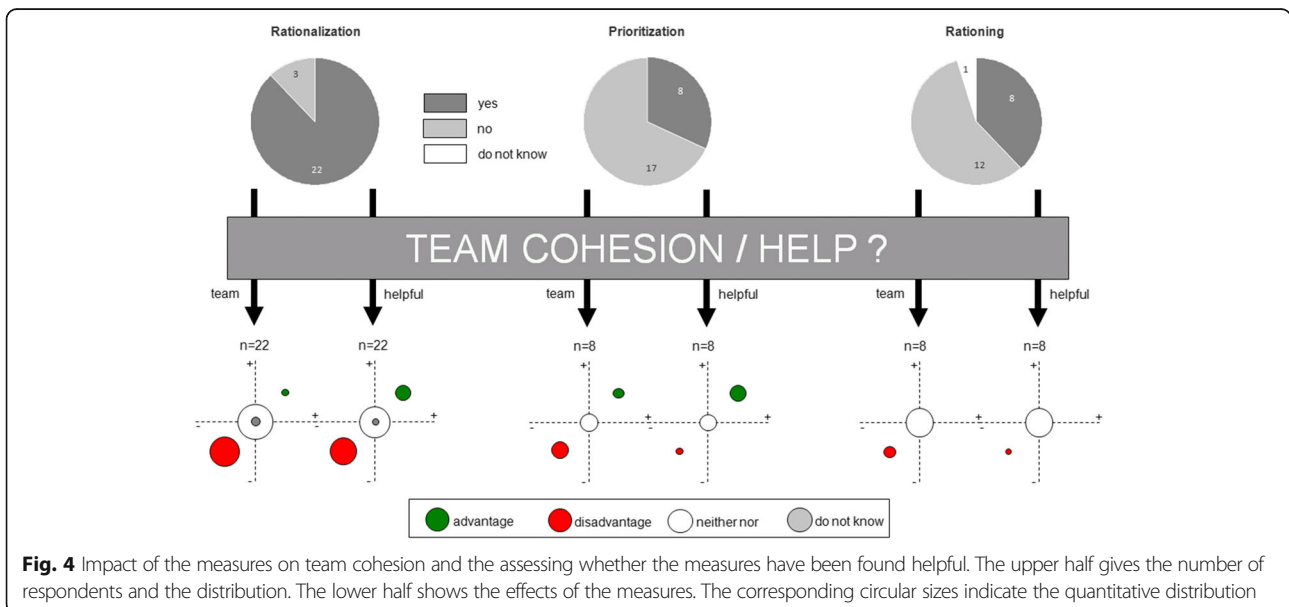 Rationalization Prioritization Rationing
3
22
yes
no
do not know
8
17
1
8
12
TEAM COHESION / HELP ?
team helpful team helpful team helpful
n=22 n=22 n=8 n=8 n=8 n=8
+ + + + + +
- + - + - + - + - + - +
- - - - - -
advantage disadvantage neither nor do not know
Fig. 4 Impact of the measures on team cohesion and the assessing whether the measures have been found helpful. The upper half gives the number of
respondents and the distribution. The lower half shows the effects of the measures. The corresponding circular sizes indicate the quantitative distribution